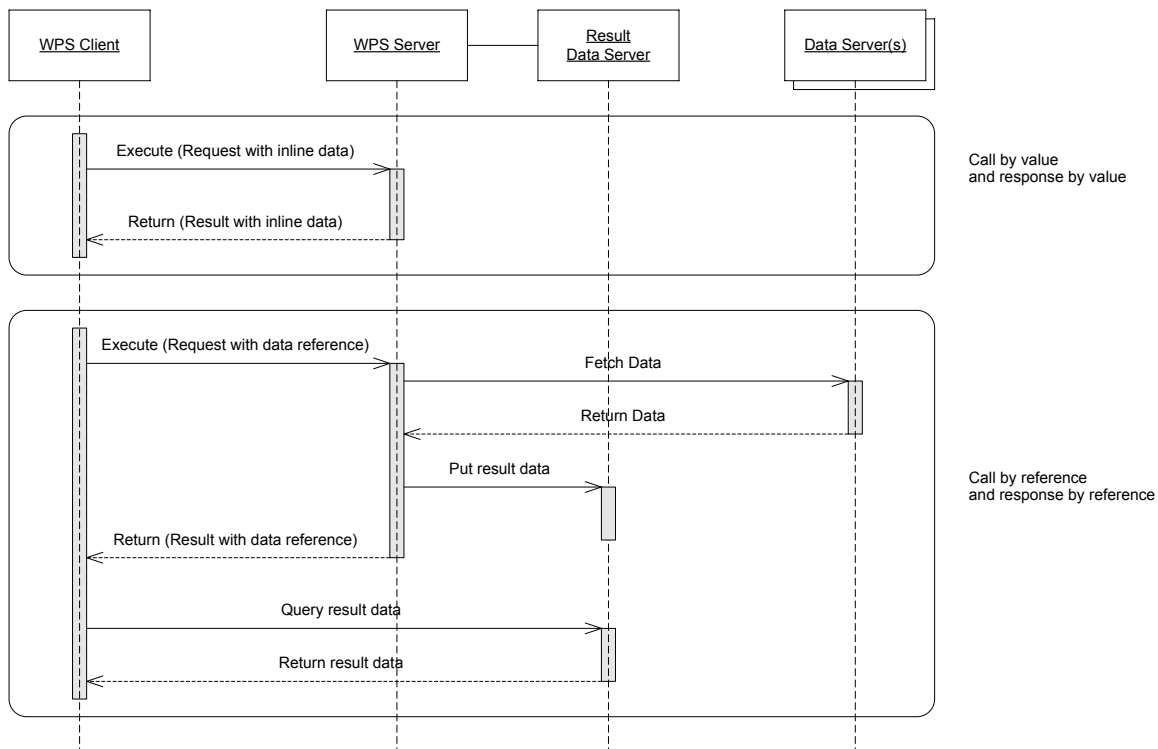 WPS Client
WPS Server
Result
Data Server
Data Server(s)
Execute (Request with inline data)
Return (Result with inline data)
Call by value
and response by value
Execute (Request with data reference)
Fetch Data
Return Data
Put result data
Call by reference
and response by reference
Return (Result with data reference)
Query result data
Return result data